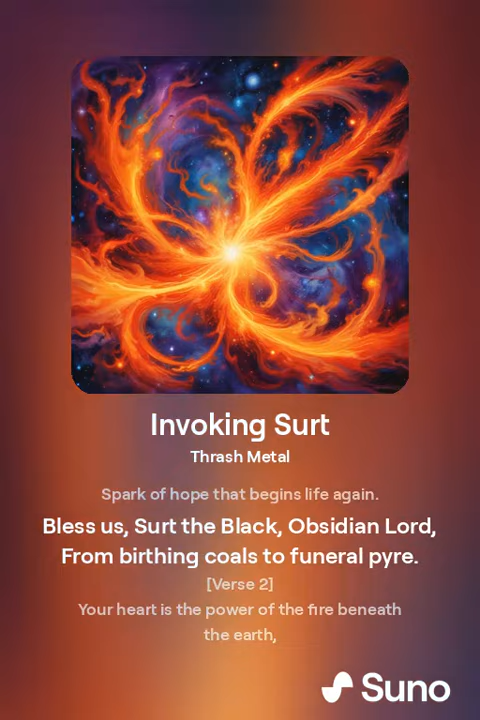 Invoking Surt
Thrash Metal
Spark of hope that begins life again.
Bless us, Surt the Black, Obsidian Lord,
From birthing coals to funeral pyre.
[Verse 2]
Your heart is the power of the fire beneath
the earth,
Suno